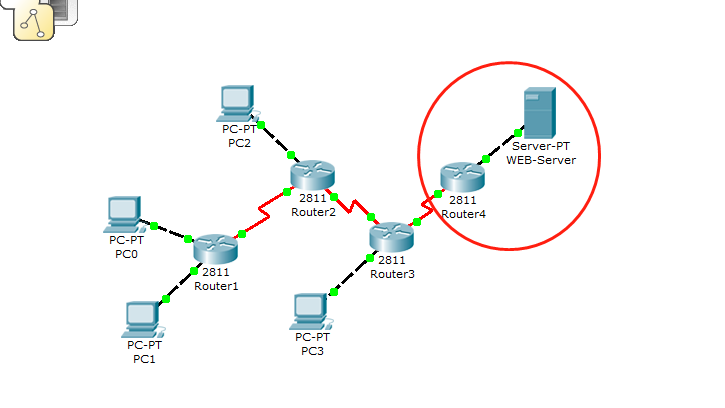 PC-PT
PC2
Server-PT
WEB-Server
2811
Router2
2811
Router4
PC-PT
PC0
2811
Router1
2811
Router3
PC-PT
PC1
PC-PT
PC3